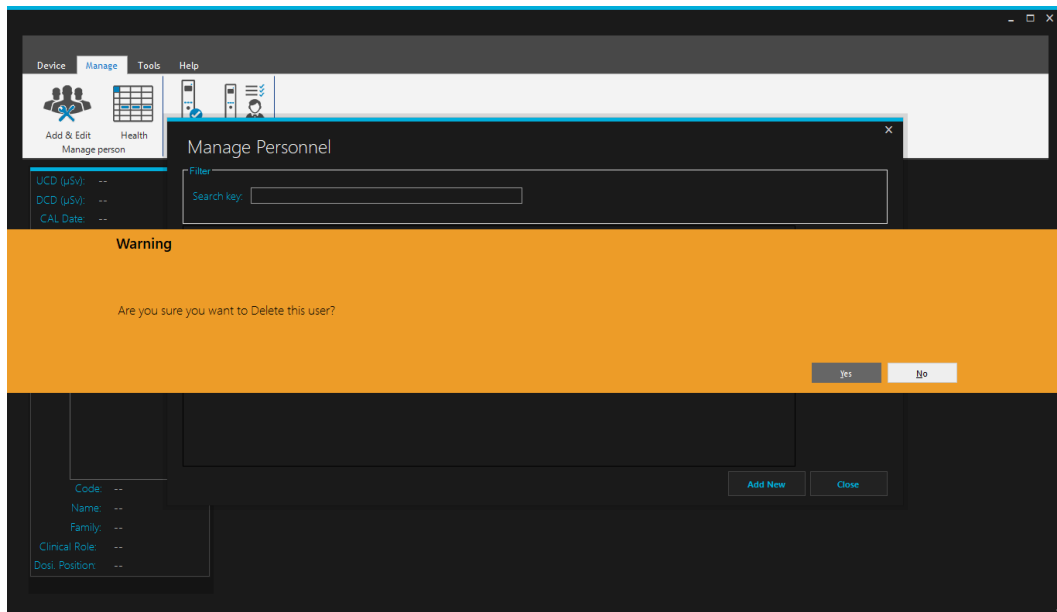 Device Manage Tools Help
Add & Edit Health
Manage person
Manage Personnel
Filter
Search key:
UCD (µSv): --
DCD (µSv): --
CAL Date: --
Warning
Are you sure you want to Delete this user?
Yes No
Add New Close
Code: --
Name: --
Family: --
Clinical Role: --
Dosi. Position: --